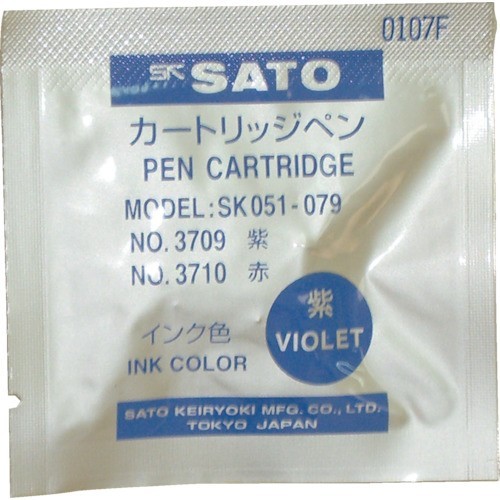 0107F
SK SATO
カートリッジペン
PEN CARTRIDGE
MODEL:SK051-079
NO.3709 紫
NO.3710 赤
インク色
INK COLOR
紫
VIOLET
SATO KEIRYOKI MFG. CO., LTD.
TOKYO JAPAN